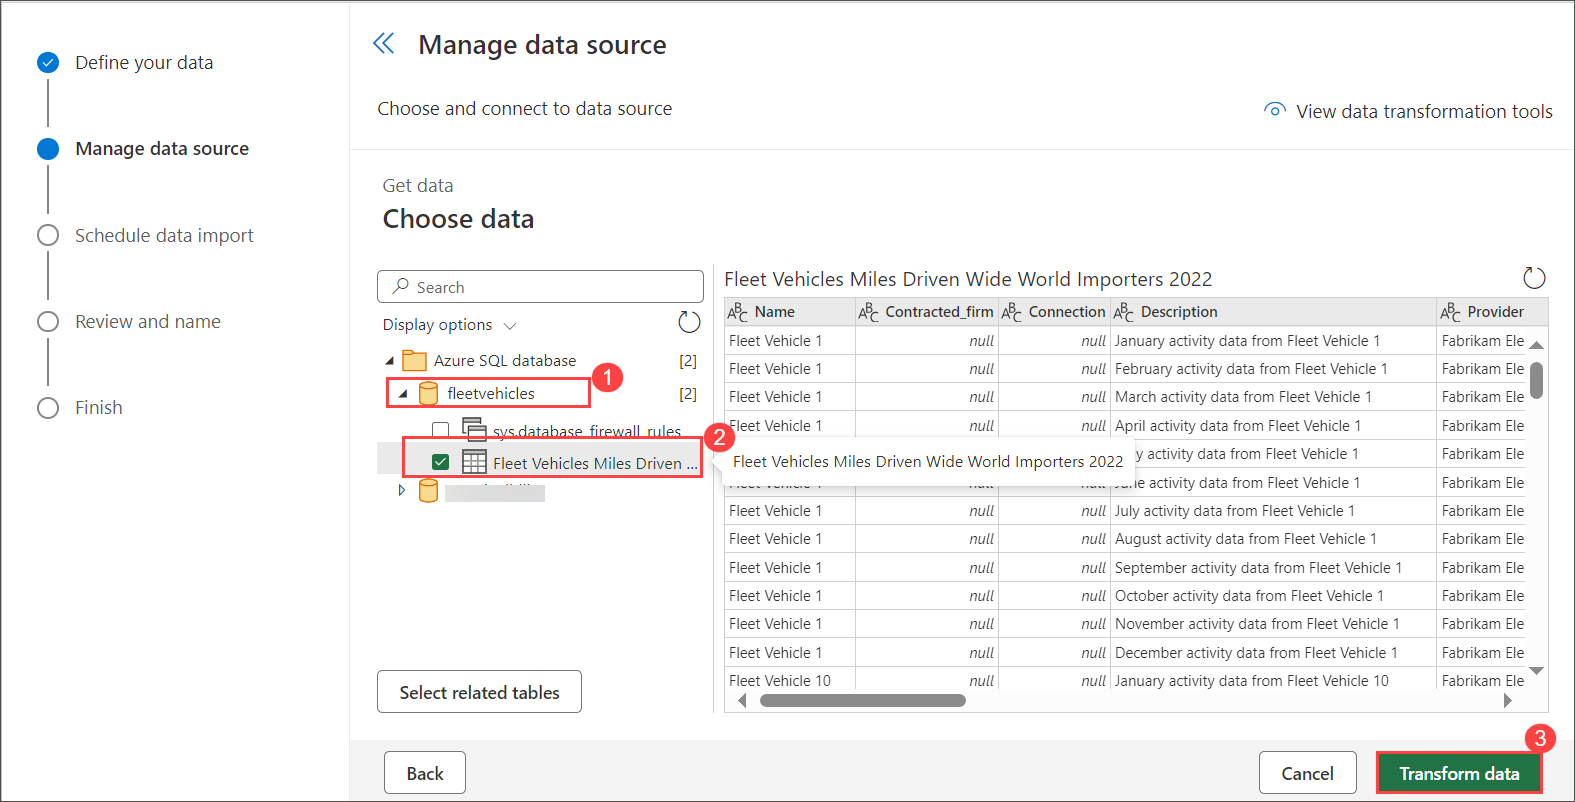 Define your data
Manage data source
Schedule data import
Review and name
Finish
Manage data source
Choose and connect to data source
View data transformation tools
Get data
Choose data
Search
Display options
Azure SQL database [2]
fleetvehicles [2]
1
sys.database_firewall_rules
Fleet Vehicles Miles Driven ...
2
Fleet Vehicles Miles Driven Wide World Importers 2022
Select related tables
Fleet Vehicles Miles Driven Wide World Importers 2022
ABC Name ABC Contracted_firm ABC Connection ABC Description ABC Provider
Fleet Vehicle 1 null null January activity data from Fleet Vehicle 1 Fabrikam Ele
Fleet Vehicle 1 null null February activity data from Fleet Vehicle 1 Fabrikam Ele
Fleet Vehicle 1 null null March activity data from Fleet Vehicle 1 Fabrikam Ele
Fleet Vehicle 1 null null April activity data from Fleet Vehicle 1 Fabrikam Ele
activity data from Fleet Vehicle 1 Fabrikam Ele
Fleet Vehicle 1 null null June activity data from Fleet Vehicle 1 Fabrikam Ele
Fleet Vehicle 1 null null July activity data from Fleet Vehicle 1 Fabrikam Ele
Fleet Vehicle 1 null null August activity data from Fleet Vehicle 1 Fabrikam Ele
Fleet Vehicle 1 null null September activity data from Fleet Vehicle 1 Fabrikam Ele
Fleet Vehicle 1 null null October activity data from Fleet Vehicle 1 Fabrikam Ele
Fleet Vehicle 1 null null November activity data from Fleet Vehicle 1 Fabrikam Ele
Fleet Vehicle 1 null null December activity data from Fleet Vehicle 1 Fabrikam Ele
Fleet Vehicle 10 null null January activity data from Fleet Vehicle 10 Fabrikam Ele
Back
Cancel
Transform data
3